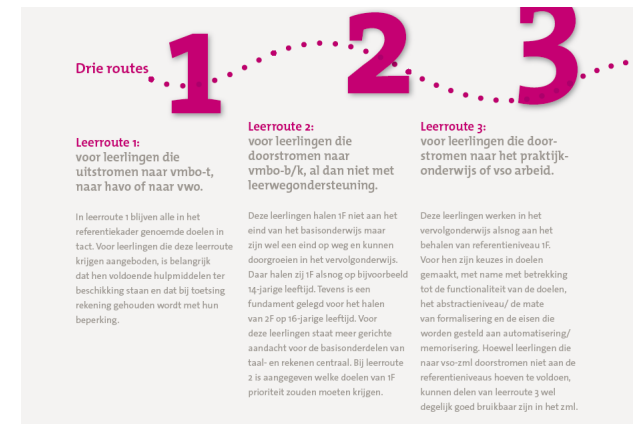 Drie routes
1
2
3
Leerroute 1:
voor leerlingen die
uitstromen naar vmbo-t,
naar havo of naar vwo.
In leerroute 1 blijven alle in het
referentiekader genoemde doelen in
tact. Voor leerlingen die deze leerroute
krijgen aangeboden, is belangrijk
dat hen voldoende hulpmiddelen ter
beschikking staan en dat bij toetsing
rekening gehouden wordt met hun
beperking.
Leerroute 2:
voor leerlingen die
doorstromen naar
vmbo-b/k, al dan niet met
leerwegondersteuning.
Deze leerlingen halen 1F niet aan het
eind van het basisonderwijs maar
zijn wel een eind op weg en kunnen
doorgroeien in het vervolgonderwijs.
Daar halen zij 1F alsnog op bijvoorbeeld
14-jarige leeftijd. Tevens is een
fundament gelegd voor het halen
van 2F op 16-jarige leeftijd. Voor
deze leerlingen staat meer gerichte
aandacht voor de basisonderdelen van
taal- en rekenen centraal. Bij leerroute
2 is aangegeven welke doelen van 1F
prioriteit zouden moeten krijgen.
Leerroute 3:
voor leerlingen die door-
stromen naar het praktijk-
onderwijs of vso arbeid.
Deze leerlingen werken in het
vervolgonderwijs alsnog aan het
behalen van referentieniveau 1F.
Voor hen zijn keuzes in doelen
gemaakt, met name met betrekking
tot de functionaliteit van de doelen,
het abstractieniveau/ de mate
van formalisering en de eisen die
worden gesteld aan automatisering/
memorisering. Hoewel leerlingen die
naar vso-zml doorstromen niet aan de
referentieniveaus hoeven te voldoen,
kunnen delen van leerroute 3 wel
degelijk goed bruikbaar zijn in het zml.